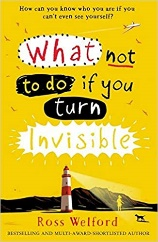 How can you know who you are if you
can't even see yourself?
What not
to do if you
turn
Invisible
Ross Welford
BESTSELLING AND MULTI-AWARD-SHORTLISTED AUTHOR